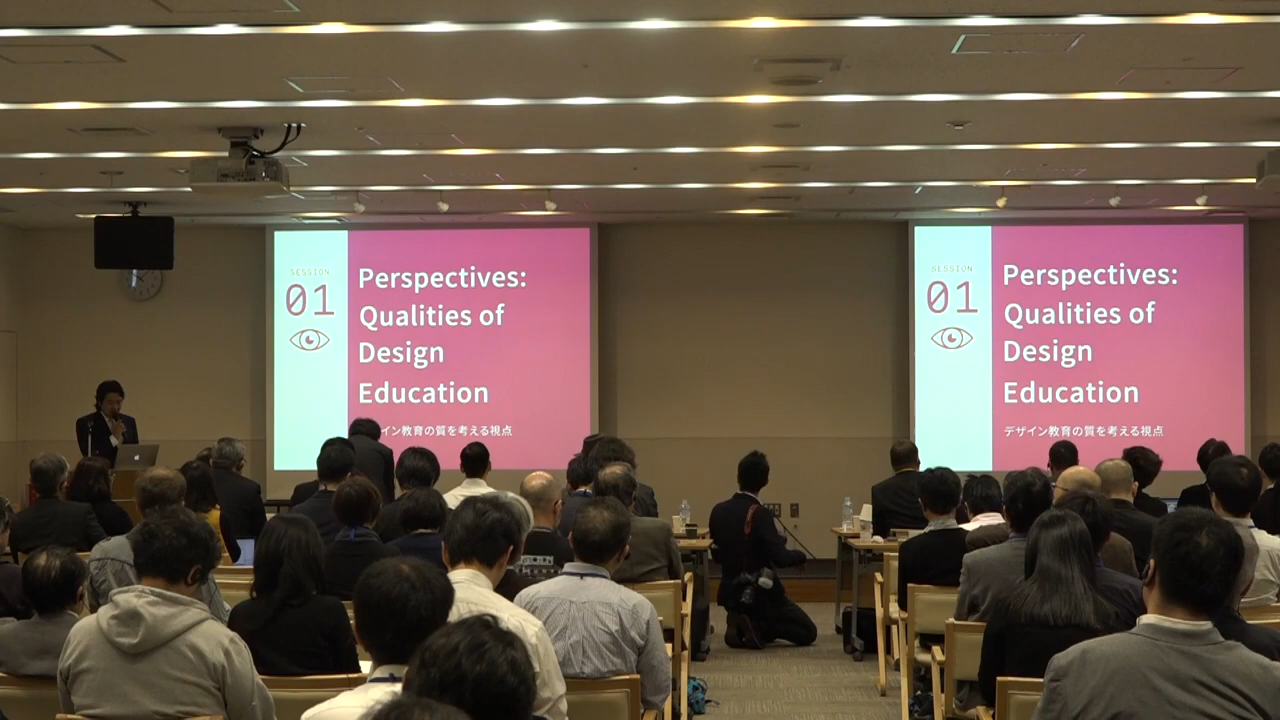 SESSION
01
Perspectives:
Qualities of
Design
Education
イン教育の質を考える視点
SESSION
01
Perspectives:
Qualities of
Design
Education
デザイン教育の質を考える視点